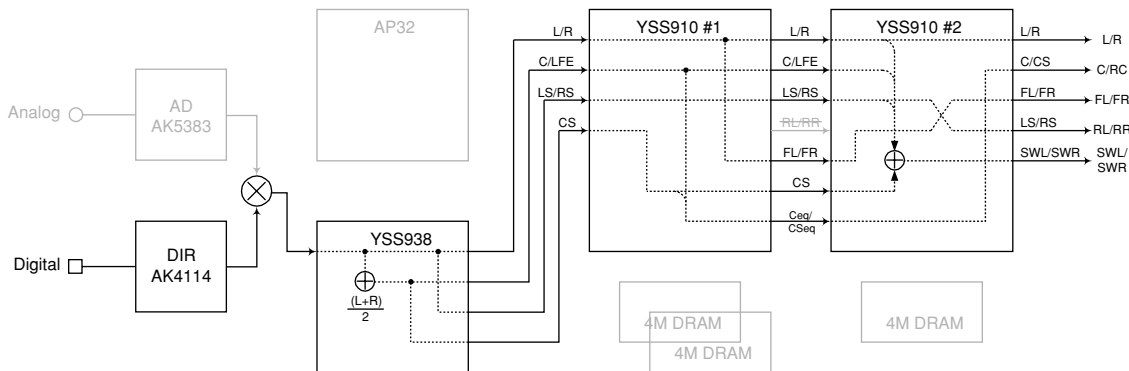 AP32
YSS910 #1
YSS910 #2
L/R
L/R
L/R
L/R
C/LFE
C/LFE
C/CS
C/RC
Analog
AD
AK5383
LS/RS
LS/RS
FL/FR
FL/FR
CS
RL/RR
LS/RS
RL/RR
FL/FR
SWL/SWR
SWL/
SWR
CS
Ceq/
CSeq
Digital
DIR
AK4114
YSS938
(L+R)
2
4M DRAM
4M DRAM
4M DRAM